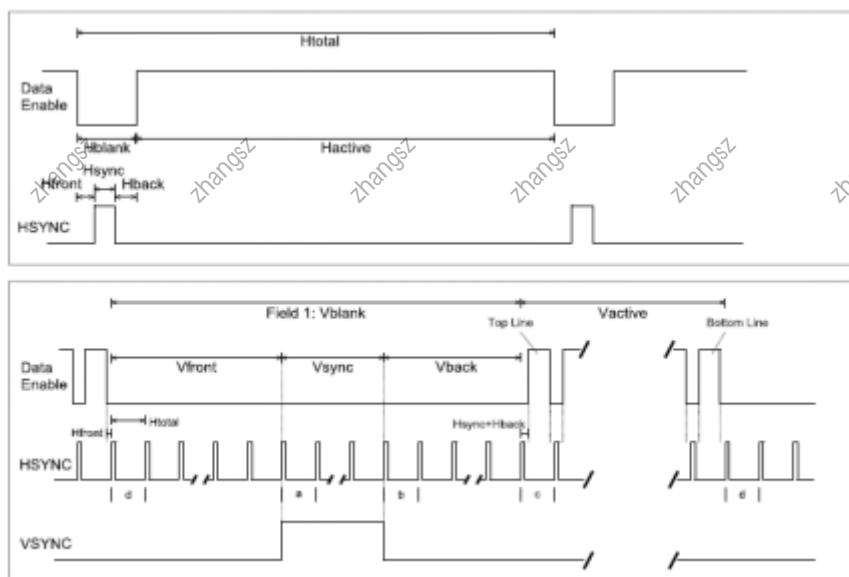 Htotal
Data
Enable
Hblank
Hactive
Hsync
Hfront
Hback
HSYNC
zhangsz
zhangsz
zhangsz
zhangsz
Field 1: Vblank
Vactive
Top Line
Bottom Line
Data
Enable
Vfront
Vsync
Vback
Hfront
Htotal
Hsync+Hback
HSYNC
d
a
b
c
d
VSYNC